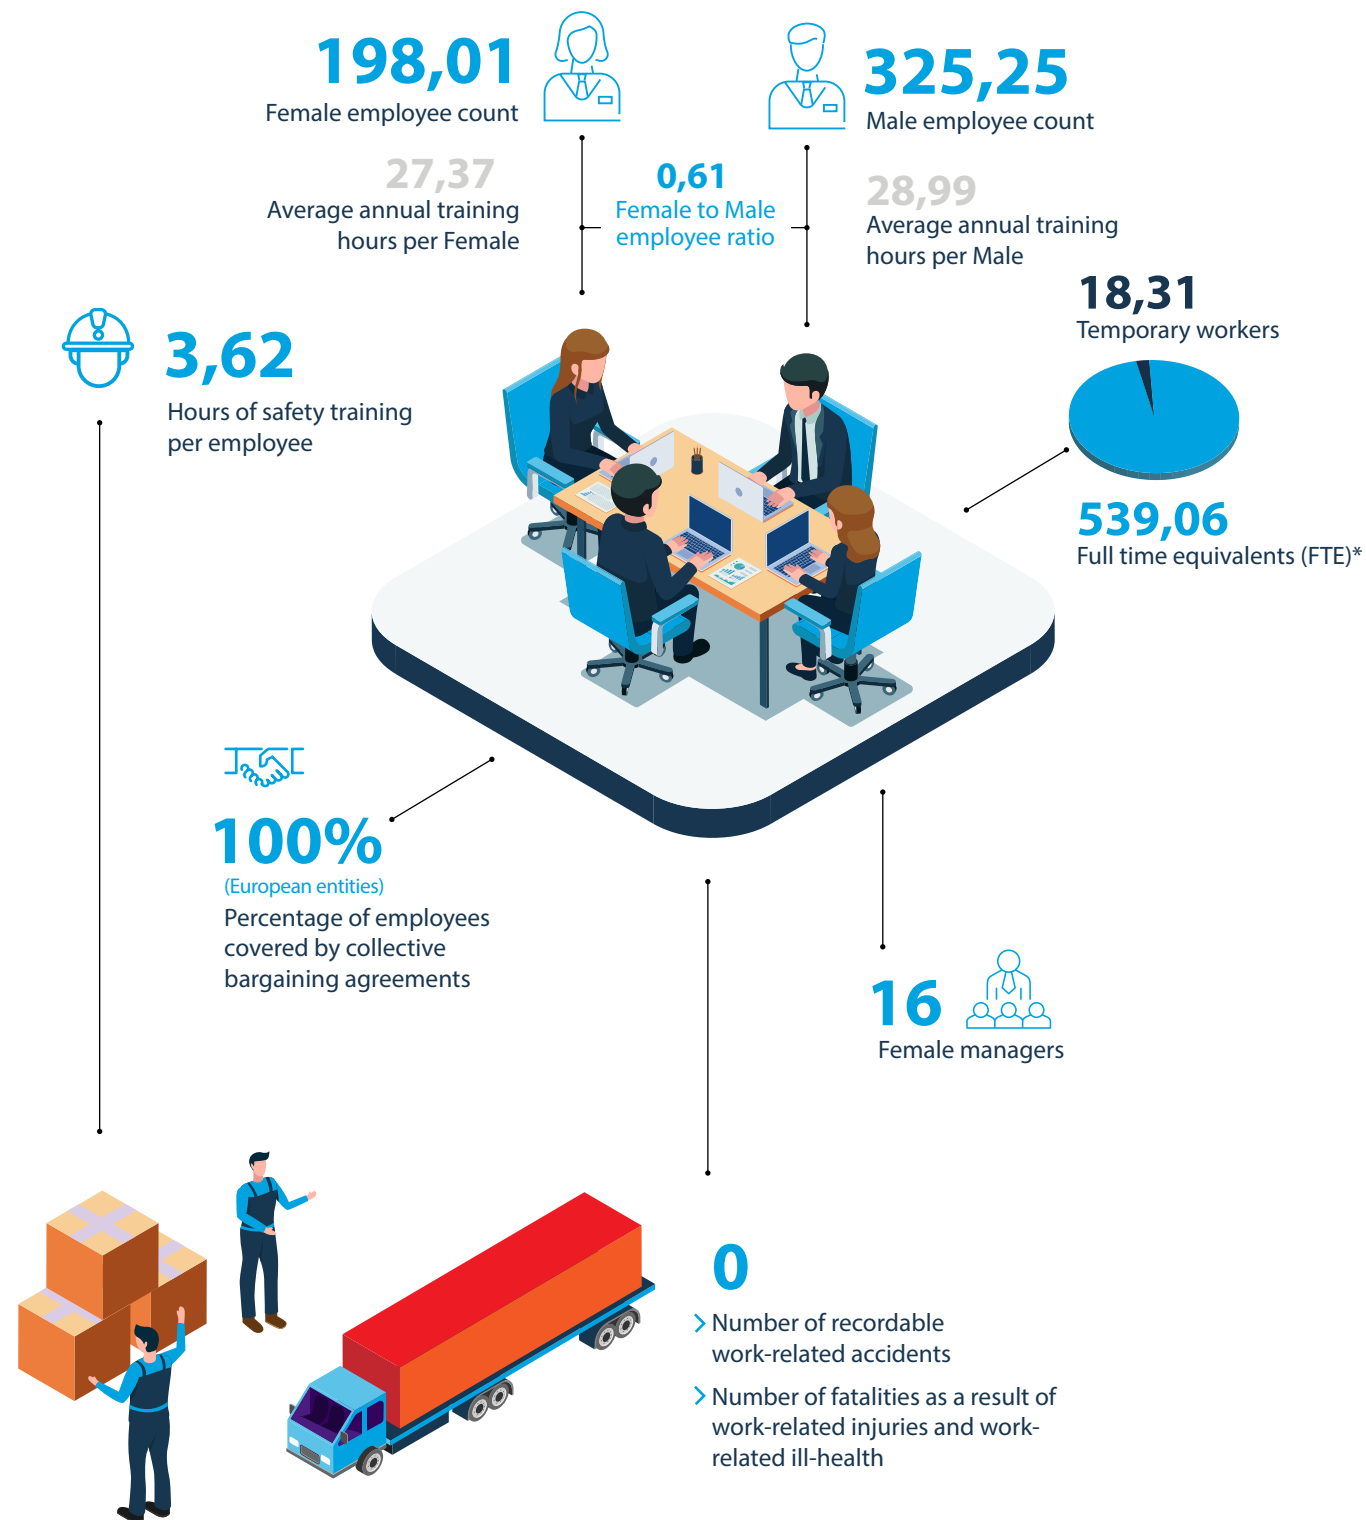 198,01
Female employee count
27,37
Average annual training
hours per Female
0,61
Female to Male
employee ratio
325,25
Male employee count
28,99
Average annual training
hours per Male
18,31
Temporary workers
539,06
Full time equivalents (FTE)*
3,62
Hours of safety training
per employee
100%
(European entities)
Percentage of employees
covered by collective
bargaining agreements
16
Female managers
0
Number of recordable
work-related accidents
Number of fatalities as a result of
work-related injuries and work-
related ill-health